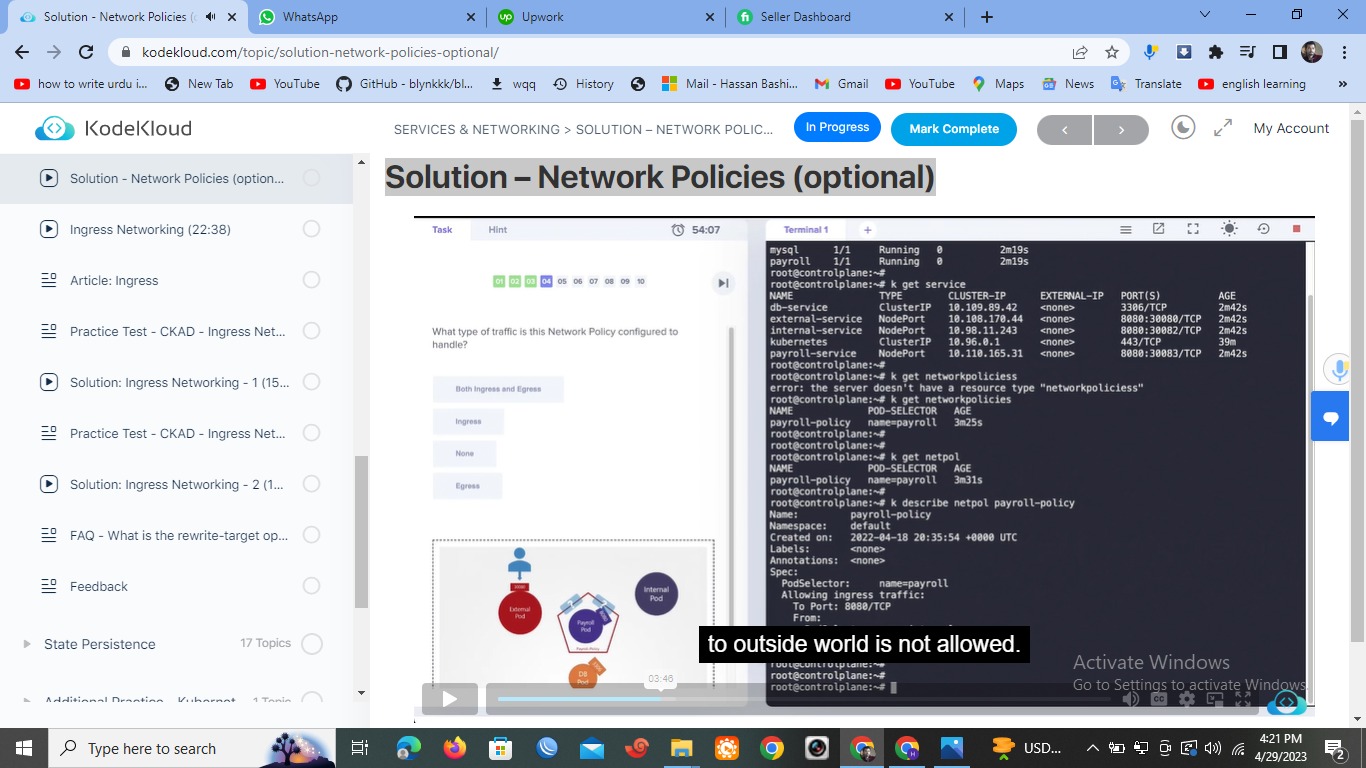 Solution - Network Policies (
WhatsApp
Upwork
Seller Dashboard
kodekloud.com/topic/solution-network-policies-optional/
how to write urdu i...
New Tab
YouTube
GitHub - blynkkk/bl...
wqq
History
Mail - Hassan Bashi...
Gmail
YouTube
Maps
News
Translate
english learning
KodeKloud
SERVICES & NETWORKING > SOLUTION – NETWORK POLIC...
In Progress
Mark Complete
My Account
Solution - Network Policies (option...
Ingress Networking (22:38)
Article: Ingress
Practice Test - CKAD - Ingress Net...
Solution: Ingress Networking - 1 (15...
Practice Test - CKAD - Ingress Net...
Solution: Ingress Networking - 2 (1...
FAQ - What is the rewrite-target op...
Feedback
State Persistence 17 Topics
Additional Practice - Kubernet... 1 Topic
Solution – Network Policies (optional)
Task Hint 54:07
01 02 03 04 05 06 07 08 09 10
What type of traffic is this Network Policy configured to
handle?
Both Ingress and Egress
Ingress
None
Egress
External
Pod
Payroll
Pod
Internal
Pod
DB
Pod
Terminal 1 +
mysql 1/1 Running 0 2m19s
payroll 1/1 Running 0 2m19s
root@controlplane:~#
root@controlplane:~# k get service
NAME TYPE CLUSTER-IP EXTERNAL-IP PORT(S) AGE
db-service ClusterIP 10.109.89.42 <none> 3306/TCP 2m42s
external-service NodePort 10.108.170.44 <none> 8080:30080/TCP 2m42s
internal-service NodePort 10.98.11.243 <none> 8080:30082/TCP 2m42s
kubernetes ClusterIP 10.96.0.1 <none> 443/TCP 39m
payroll-service NodePort 10.110.165.31 <none> 8080:30083/TCP 2m42s
root@controlplane:~#
root@controlplane:~# k get networkpoliciess
error: the server doesn't have a resource type "networkpoliciess"
root@controlplane:~# k get networkpolicies
NAME POD-SELECTOR AGE
payroll-policy name=payroll 3m25s
root@controlplane:~#
root@controlplane:~#
root@controlplane:~# k get netpol
NAME POD-SELECTOR AGE
payroll-policy name=payroll 3m31s
root@controlplane:~#
root@controlplane:~# k describe netpol payroll-policy
Name: payroll-policy
Namespace: default
Created on: 2022-04-18 20:35:54 +0000 UTC
Labels: <none>
Annotations: <none>
Spec:
PodSelector: name=payroll
Allowing ingress traffic:
To Port: 8080/TCP
From:
to outside world is not allowed.
root@controlplane:~#
root@controlplane:~#
root@controlplane:~#
03:46
Activate Windows
Go to Settings to activate Windows.
Type here to search
USD...
4:21 PM
4/29/2023
2